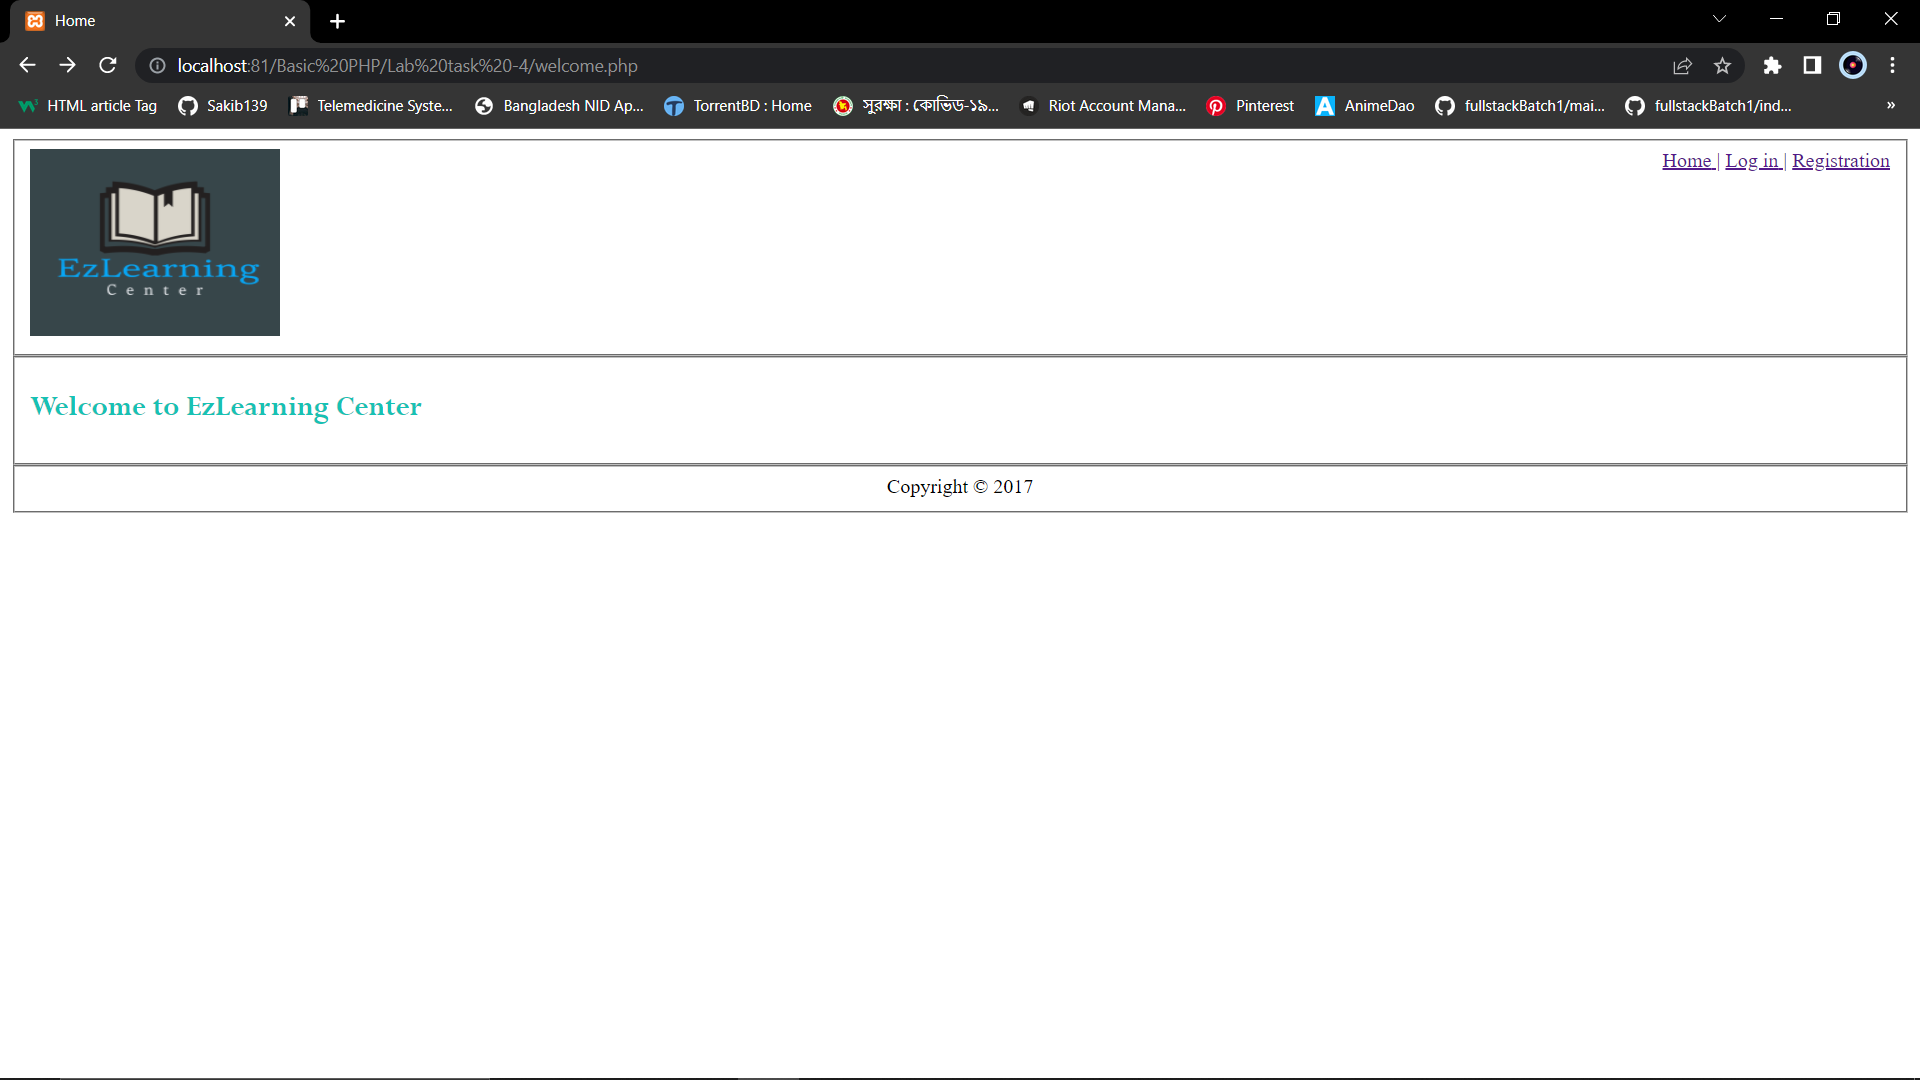 Home
localhost:81/Basic%20PHP/Lab%20task%20-4/welcome.php
HTML article Tag Sakib139 Telemedicine Syste... Bangladesh NID Ap... TorrentBD : Home সুরক্ষা : কোভিড-১৯... Riot Account Mana... Pinterest AnimeDao fullstackBatch1/mai... fullstackBatch1/ind... »
Home | Log in | Registration
EzLearning
Center
Welcome to EzLearning Center
Copyright © 2017